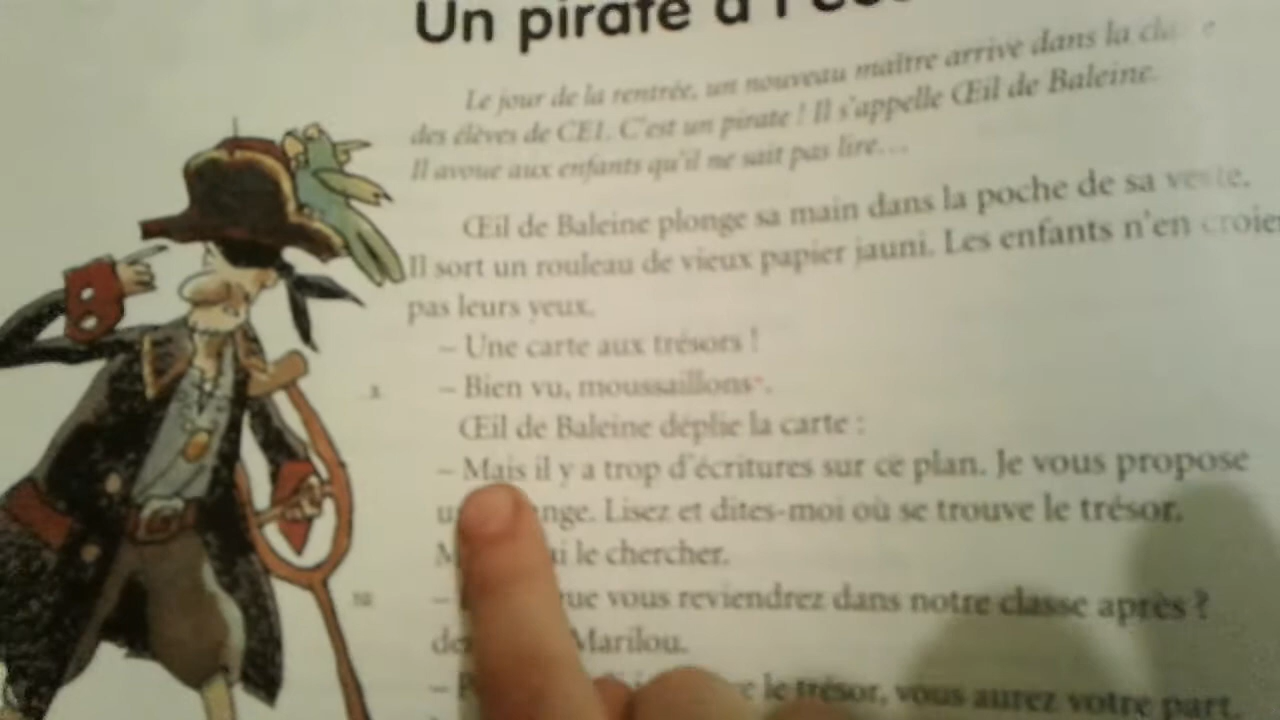 Un pirate à l'
Le jour de la rentrée, un nouveau maître arrive dans la classe
des élèves de CE1. C'est un pirate ! Il s'appelle Œil de Baleine.
Il avoue aux enfants qu'il ne sait pas lire…
Œil de Baleine plonge sa main dans la poche de sa veste.
Il sort un rouleau de vieux papier jauni. Les enfants n'en
pas leurs yeux.
– Une carte aux trésors !
– Bien vu, moussaillons*.
Œil de Baleine déplie la carte :
– Mais il y a trop d'écritures sur ce plan. Je vous propose
Lisez et dites-moi où se trouve le trésor.
le chercher.
10
– que vous reviendrez dans notre classe après ?
Marilou.
– le trésor, vous aurez votre part.